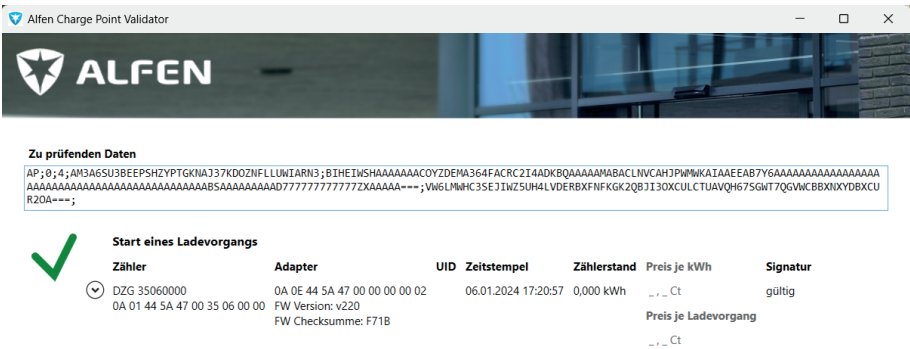 Alfen Charge Point Validator
ALFEN
Zu prüfenden Daten
AP;0;4;AM3A6SU3BEEPSHZYPTGKNAJ37KDOZNFLLUWIARN3;BIHEIWSHAAAAAAACOYZDEMA364FACRC2I4ADKBQAAAAAMABACLNVCAHJPWMWKAIAAEEAB7Y6AAAAAAAAAAAAAAAAA
AAAAAAAAAAAAAAAAAAAAAAAAAAAAAAABSAAAAAAAAAD777777777777ZXAAAAA===;VW6LMWHC3SEJIWZ5UH4LVDERBXFNFKGK2QBJI3OXCULCTUAVQH67SGWT7QGVWCBBXNXYDBXCU
R2OA===;
Start eines Ladevorgangs
Zähler Adapter UID Zeitstempel Zählerstand Preis je kWh Signatur
DZG 35060000 0A 0E 44 5A 47 00 00 00 00 02 06.01.2024 17:20:57 0,000 kWh _ , _ Ct gültig
0A 01 44 5A 47 00 35 06 00 00 FW Version: v220
Preis je Ladevorgang
FW Checksumme: F71B
_ , _ Ct